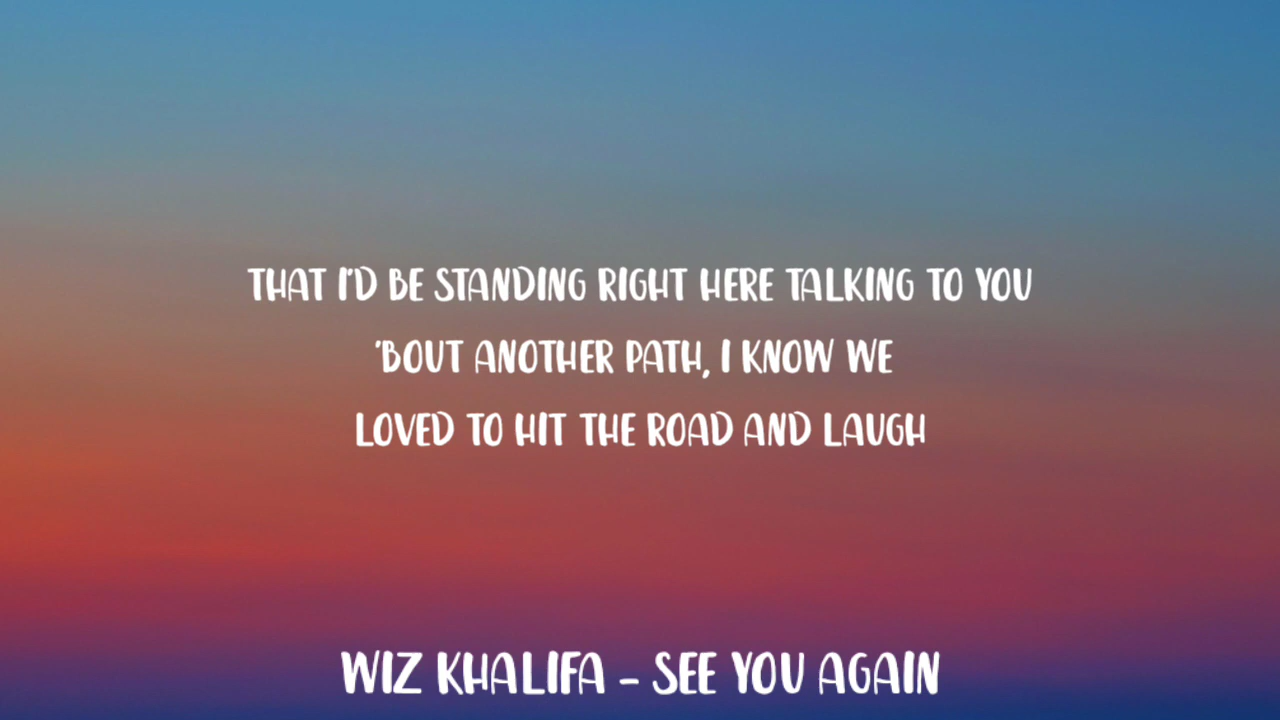 THAT I'D BE STANDING RIGHT HERE TALKING TO YOU
'BOUT ANOTHER PATH, I KNOW WE
LOVED TO HIT THE ROAD AND LAUGH
WIZ KHALIFA - SEE YOU AGAIN